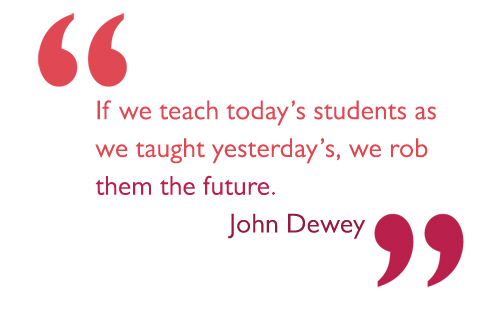 “
If we teach today’s students as
we taught yesterday’s, we rob
them the future.
John Dewey
”